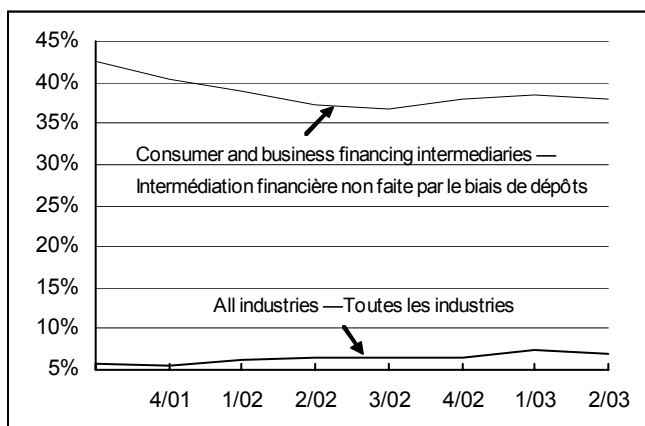 45%
40%
35%
Consumer and business financing intermediaries —
30%
Intermédiation financière non faite par le biais de dépôts
25%
20%
15%
All industries —Toutes les industries
10%
5%
4/01 1/02 2/02 3/02 4/02 1/03 2/03